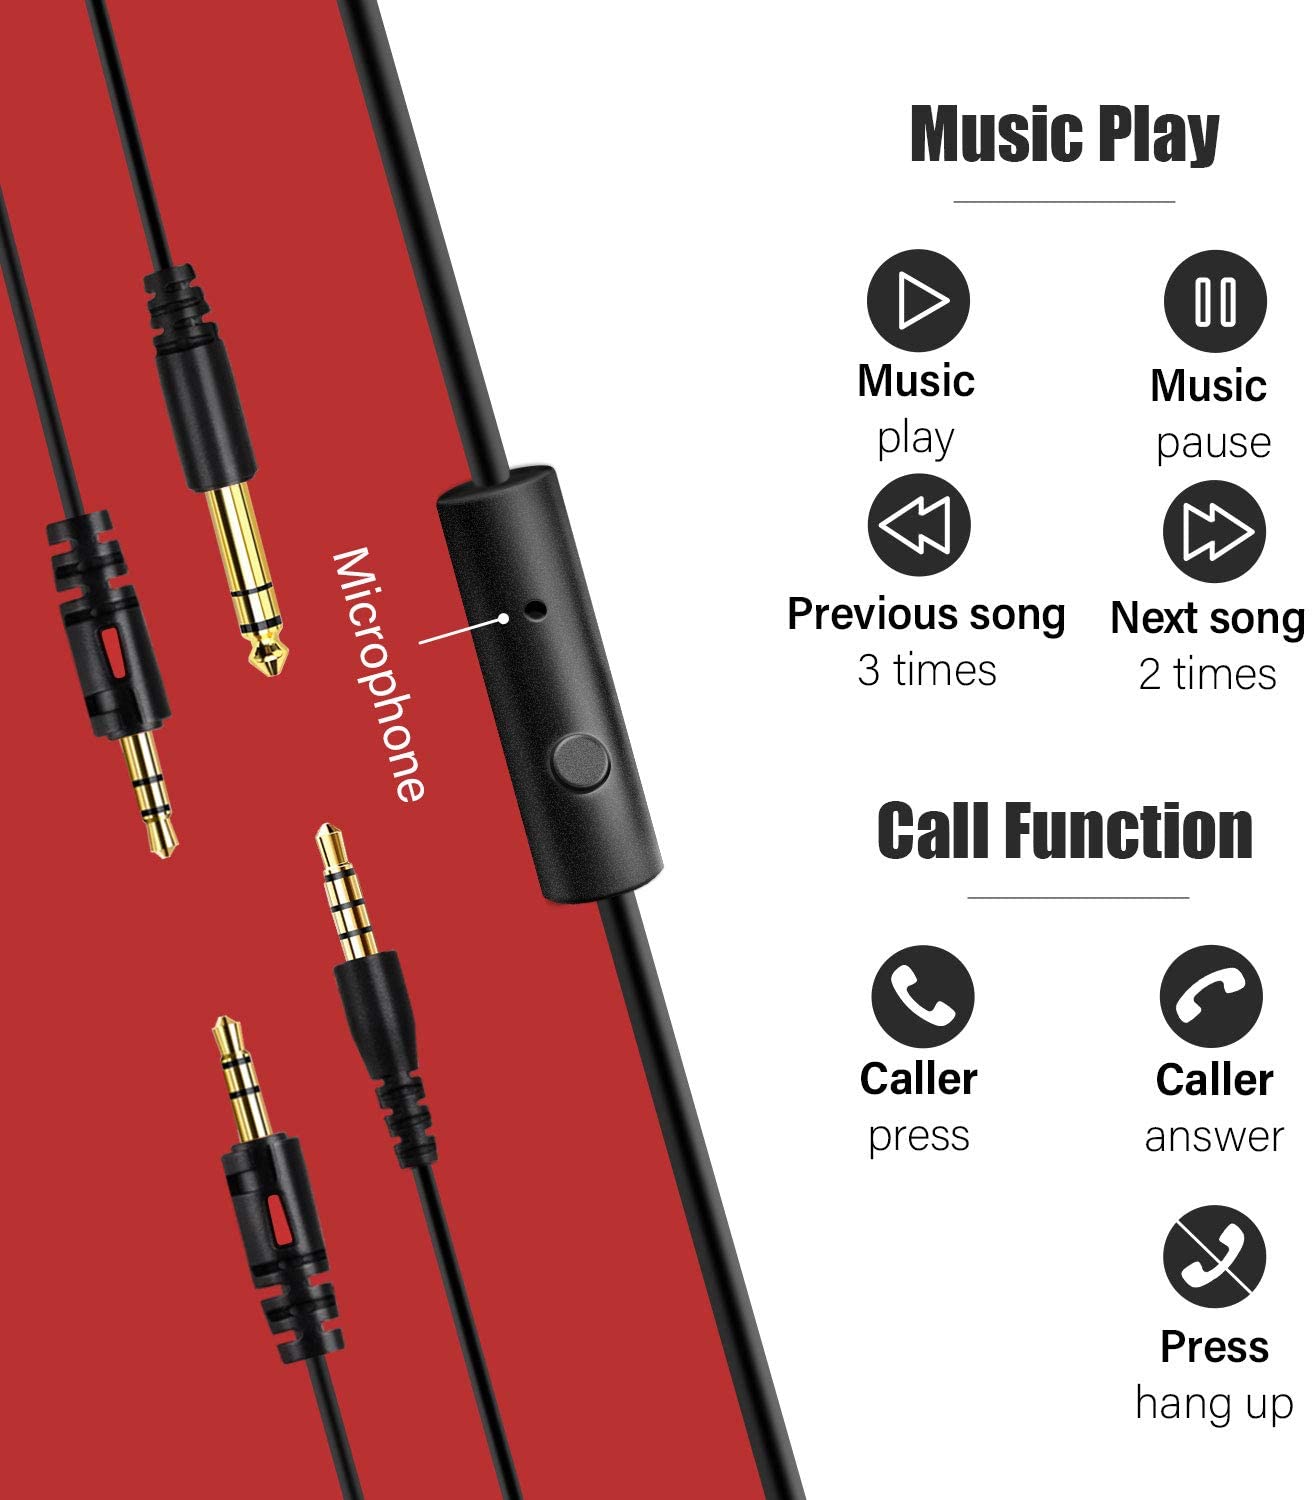 Music Play
Music
play
Music
pause
Previous song
3 times
Next song
2 times
Microphone
Call Function
Caller
press
Caller
answer
Press
hang up